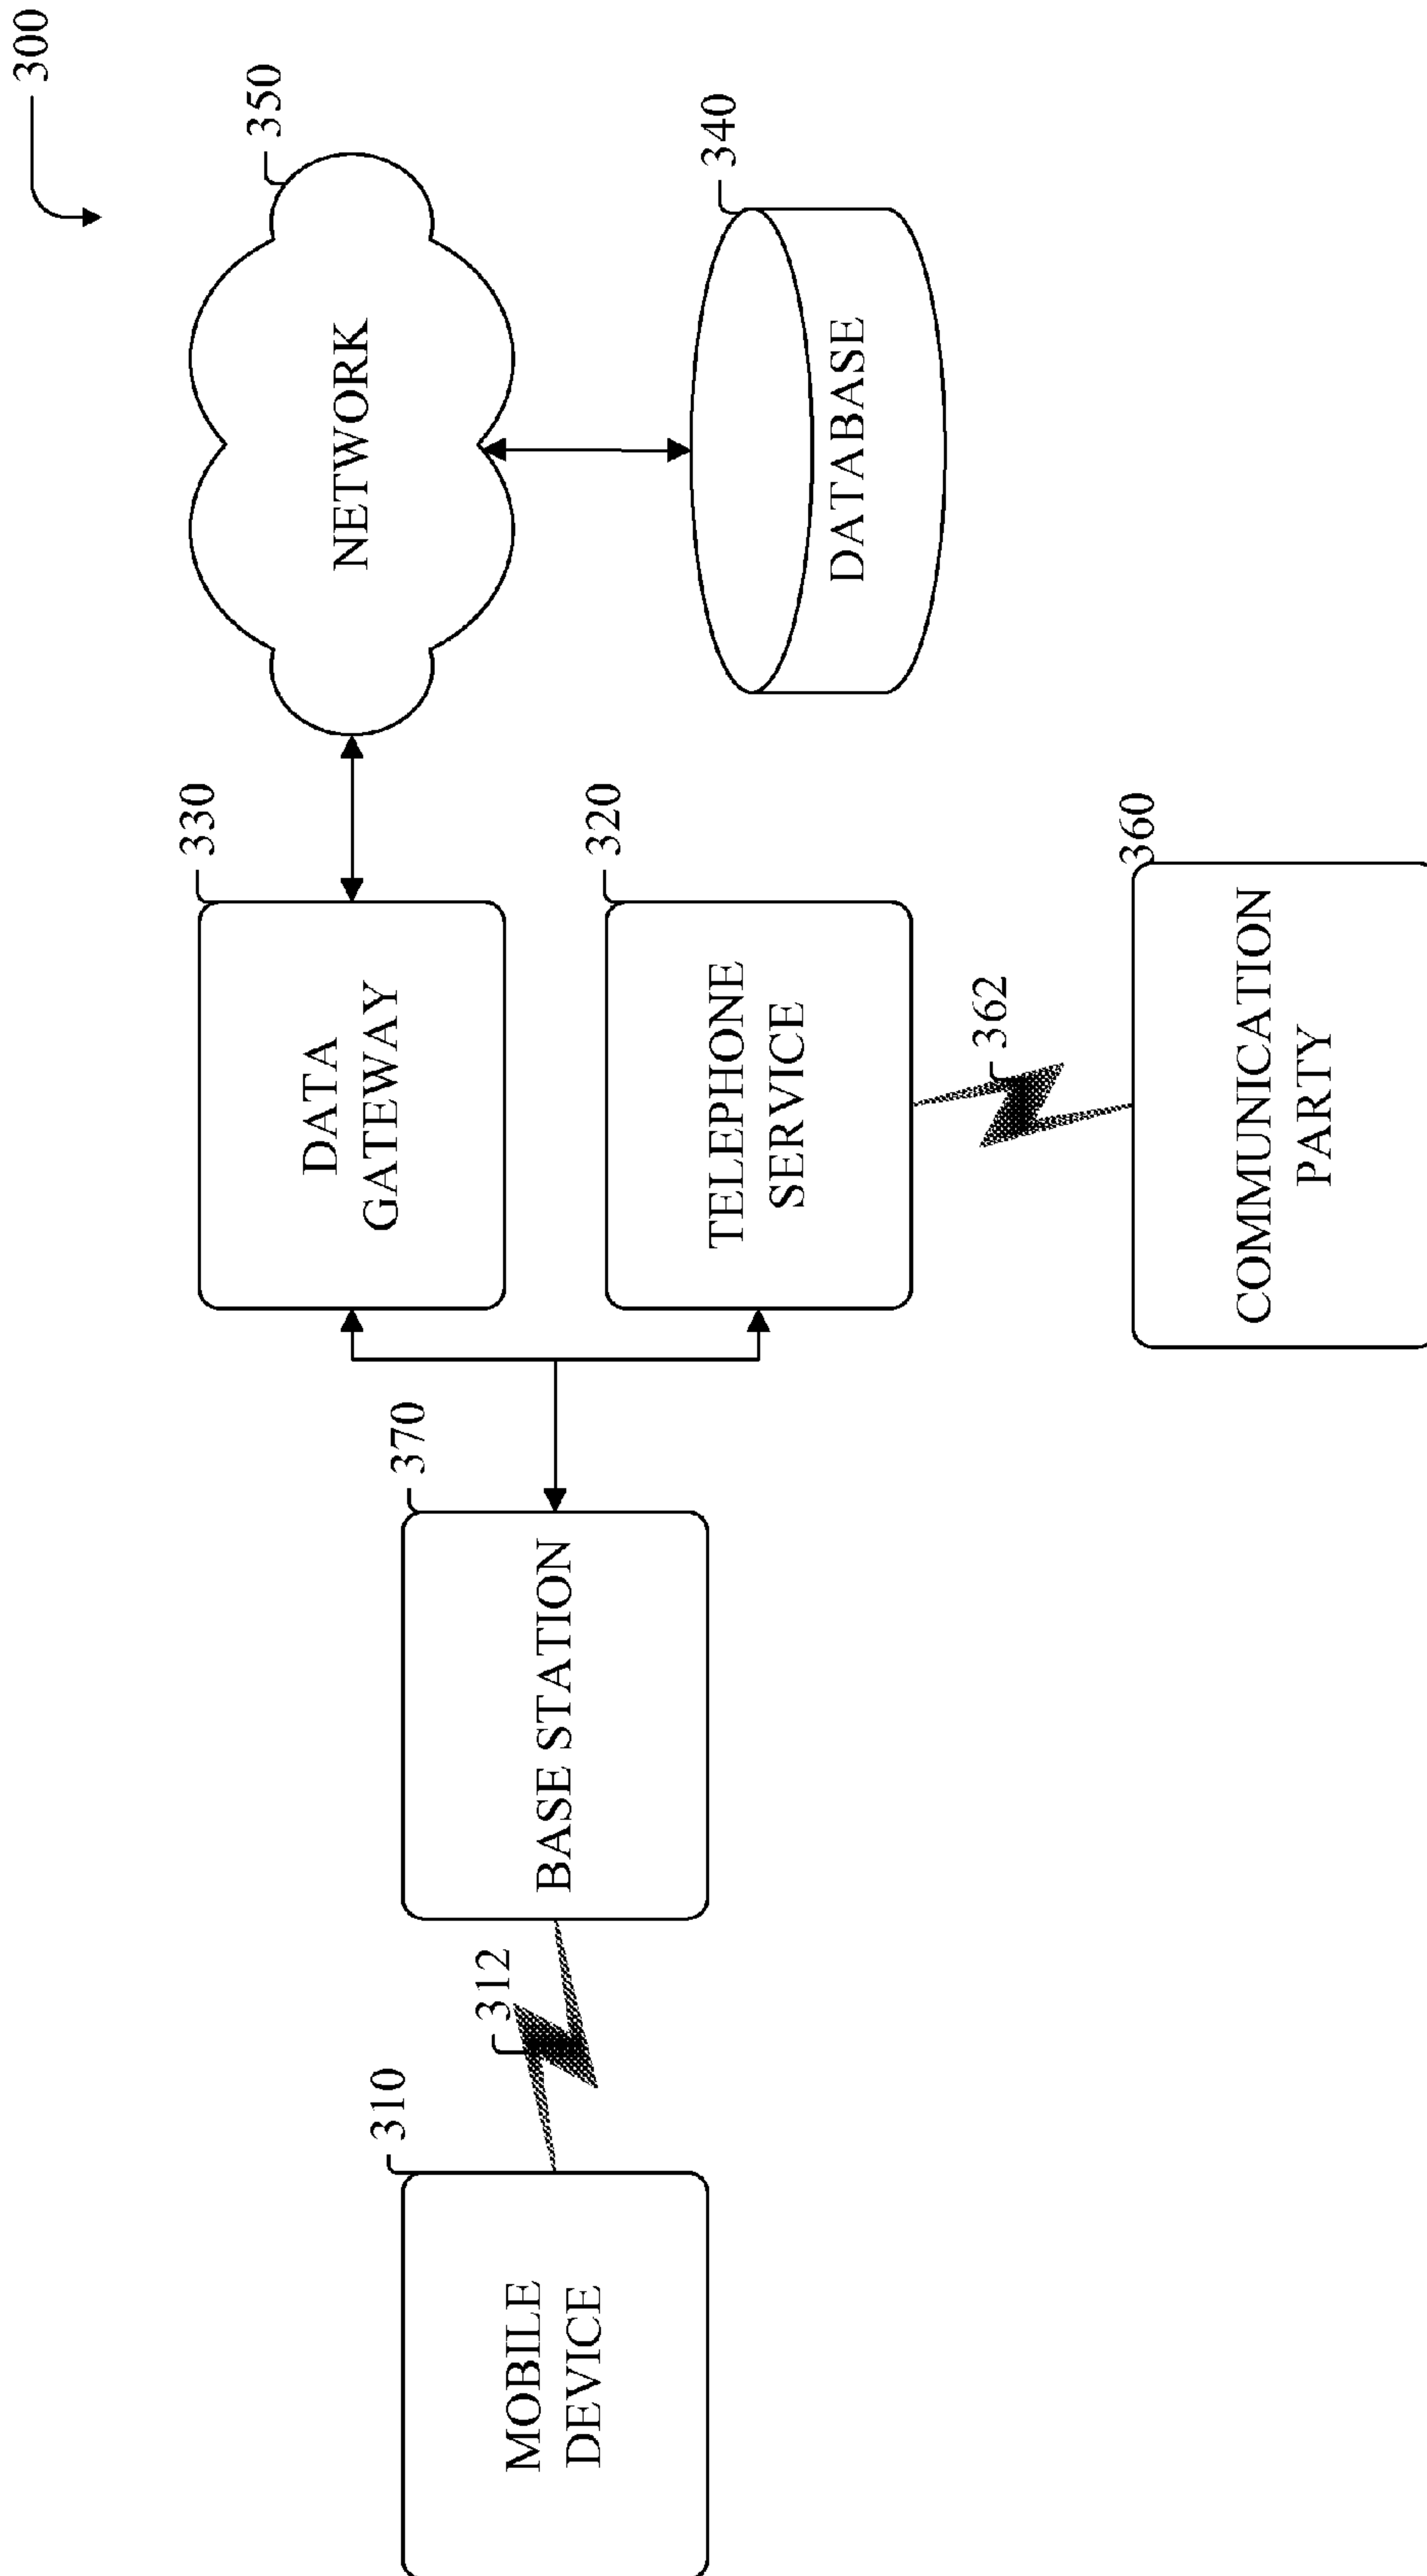 300
350
NETWORK
340
DATABASE
330
DATA
GATEWAY
320
TELEPHONE
SERVICE
362
360
COMMUNICATION
PARTY
370
BASE STATION
312
310
MOBILE
DEVICE